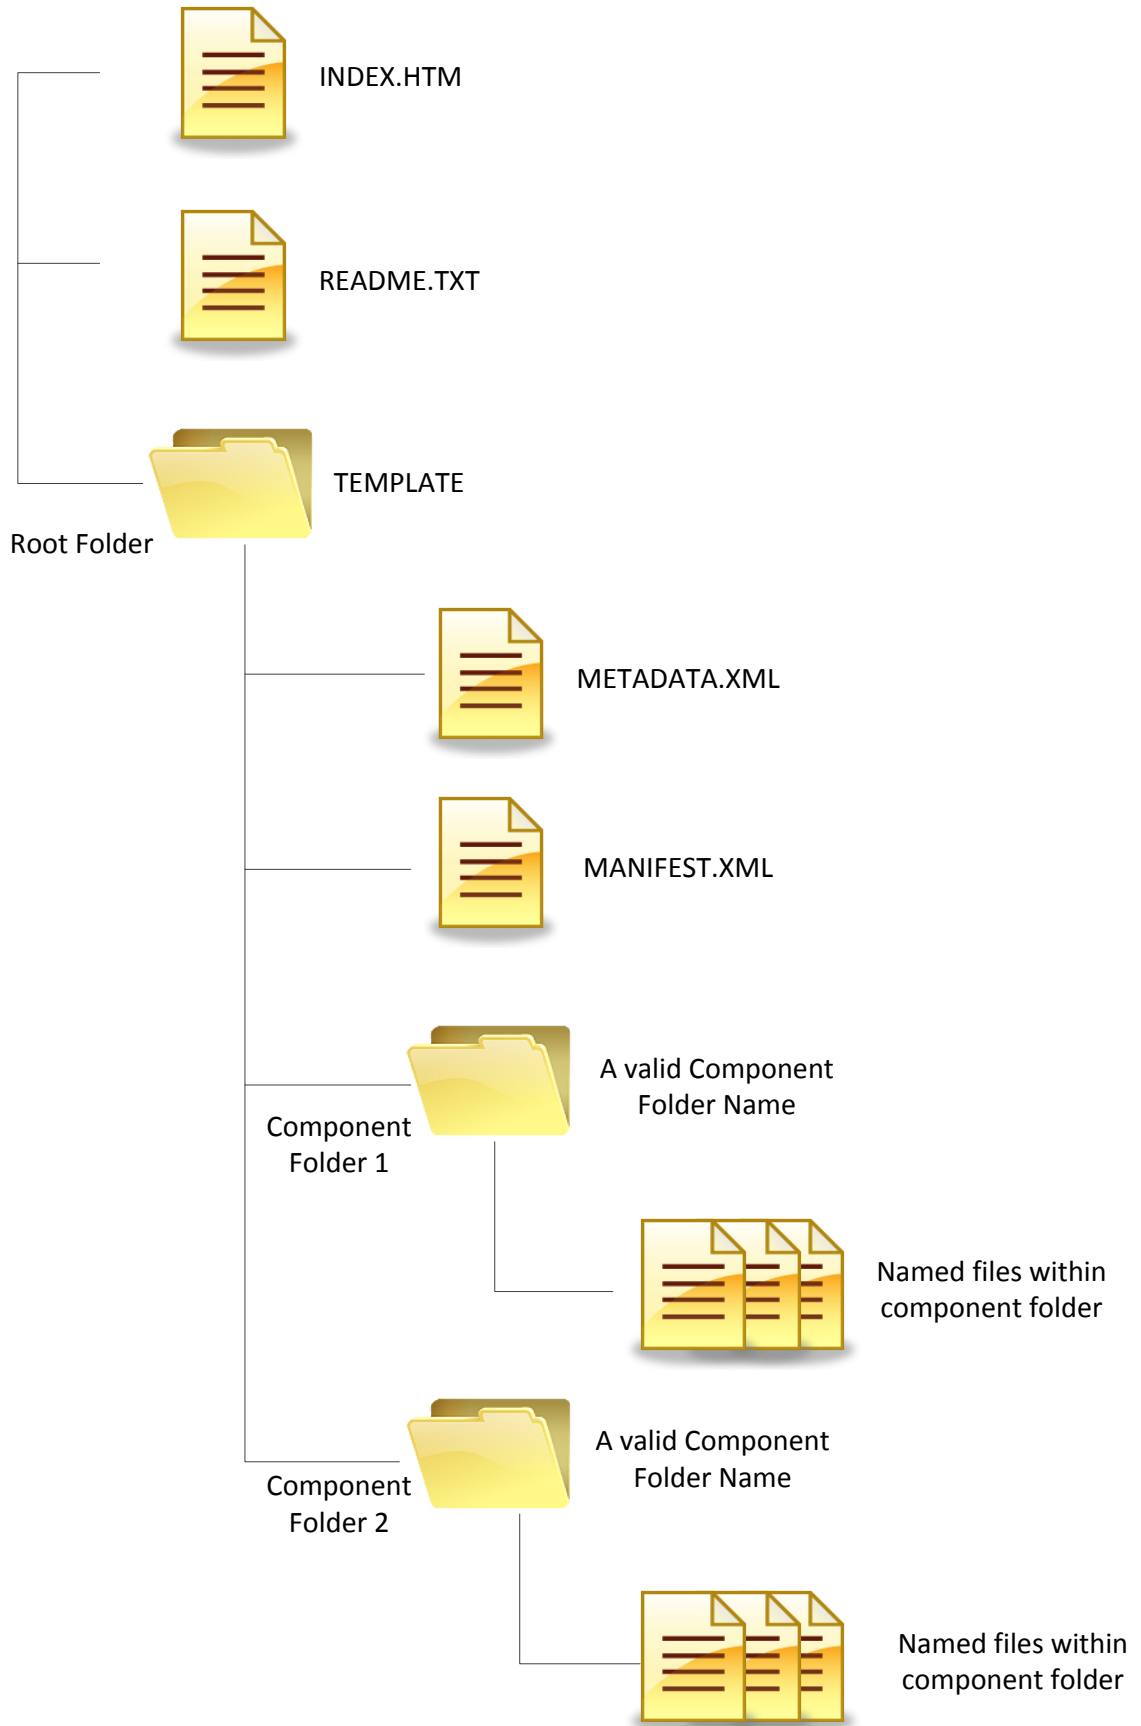 INDEX.HTM
README.TXT
TEMPLATE
Root Folder
METADATA.XML
MANIFEST.XML
A valid Component
Folder Name
Component
Folder 1
Named files within
component folder
A valid Component
Folder Name
Component
Folder 2
Named files within
component folder